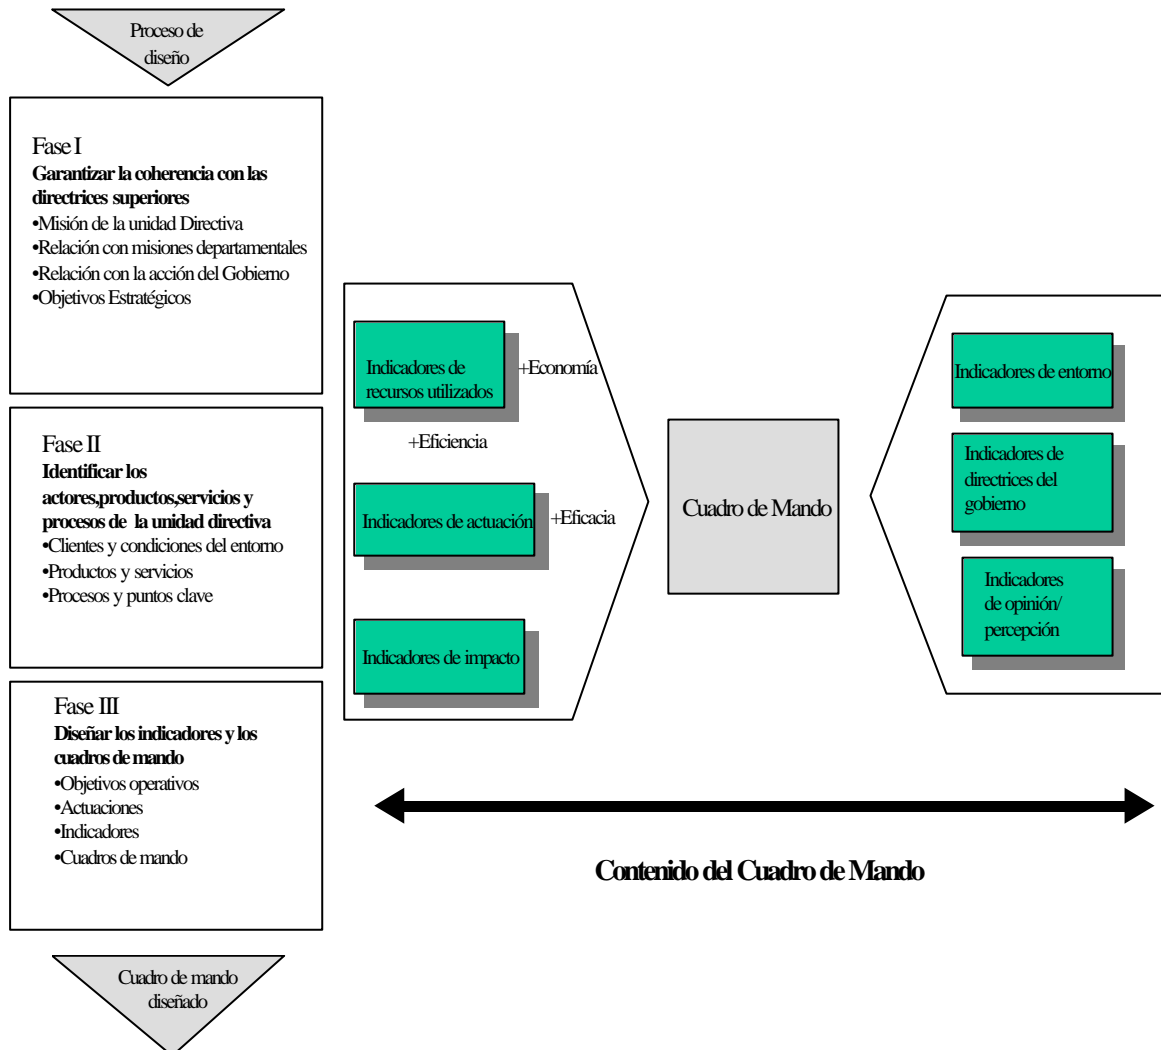 Proceso de
diseño
Fase I
Garantizar la coherencia con las
directrices superiores
•Misión de la unidad Directiva
•Relación con misiones departamentales
•Relación con la acción del Gobierno
•Objetivos Estratégicos
Fase II
Identificar los
actores,productos,servicios y
procesos de la unidad directiva
•Clientes y condiciones del entorno
•Productos y servicios
•Procesos y puntos clave
Fase III
Diseñar los indicadores y los
cuadros de mando
•Objetivos operativos
•Actuaciones
•Indicadores
•Cuadros de mando
Cuadro de mando
diseñado
Indicadores de
recursos utilizados
+Economía
+Eficiencia
Indicadores de actuación
+Eficacia
Indicadores de impacto
Cuadro de Mando
Indicadores de entorno
Indicadores de
directrices del
gobierno
Indicadores
de opinión/
percepción
Contenido del Cuadro de Mando